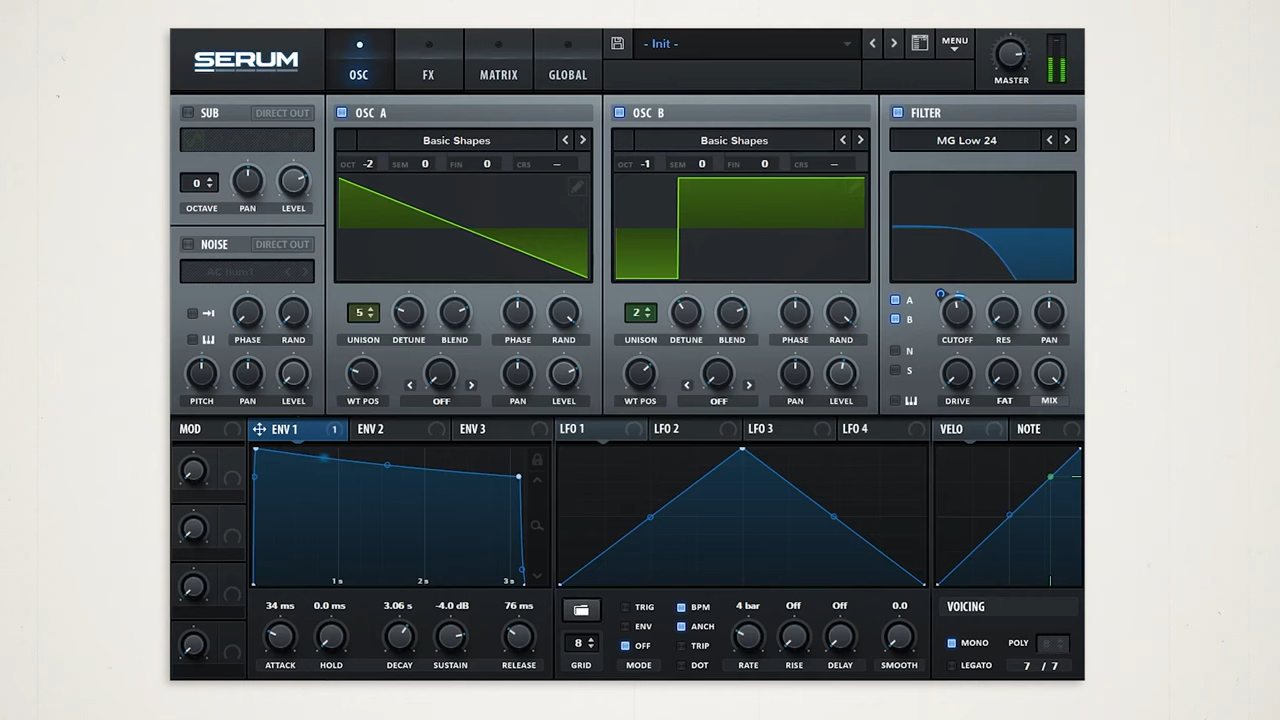 SERUM
OSC
FX
MATRIX
GLOBAL
- Init -
MENU
MASTER
SUB
DIRECT OUT
0
OCTAVE PAN LEVEL
NOISE
DIRECT OUT
AC hum1
PHASE RAND
PITCH PAN LEVEL
OSC A
Basic Shapes
OCT -2 SEM 0 FIN 0 CRS –
5
UNISON DETUNE BLEND PHASE RAND
WT POS OFF PAN LEVEL
OSC B
Basic Shapes
OCT -1 SEM 0 FIN 0 CRS –
2
UNISON DETUNE BLEND PHASE RAND
WT POS OFF PAN LEVEL
FILTER
MG Low 24
A
B
CUTOFF RES PAN
N
S
DRIVE FAT MIX
MOD
ENV 1 1
ENV 2
ENV 3
1 s 2 s 3 s
34 ms 0.0 ms 3.06 s -4.0 dB 76 ms
ATTACK HOLD DECAY SUSTAIN RELEASE
LFO 1
LFO 2
LFO 3
LFO 4
8
GRID
TRIG
ENV
OFF
MODE
BPM
ANCH
TRIP
DOT
4 bar Off Off 0.0
RATE RISE DELAY SMOOTH
VELO
NOTE
VOICING
MONO POLY 8
LEGATO 7 / 7